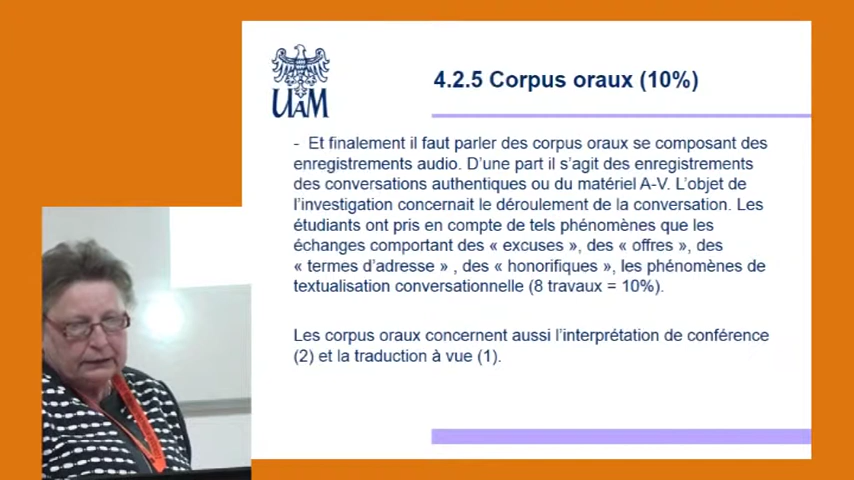 UAM
4.2.5 Corpus oraux (10%)
- Et finalement il faut parler des corpus oraux se composant des
enregistrements audio. D'une part il s'agit des enregistrements
des conversations authentiques ou du matériel A-V. L'objet de
l'investigation concernait le déroulement de la conversation. Les
étudiants ont pris en compte de tels phénomènes que les
échanges comportant des « excuses », des « offres », des
« termes d'adresse » , des « honorifiques », les phénomènes de
textualisation conversationnelle (8 travaux = 10%).
Les corpus oraux concernent aussi l'interprétation de conférence
(2) et la traduction à vue (1).